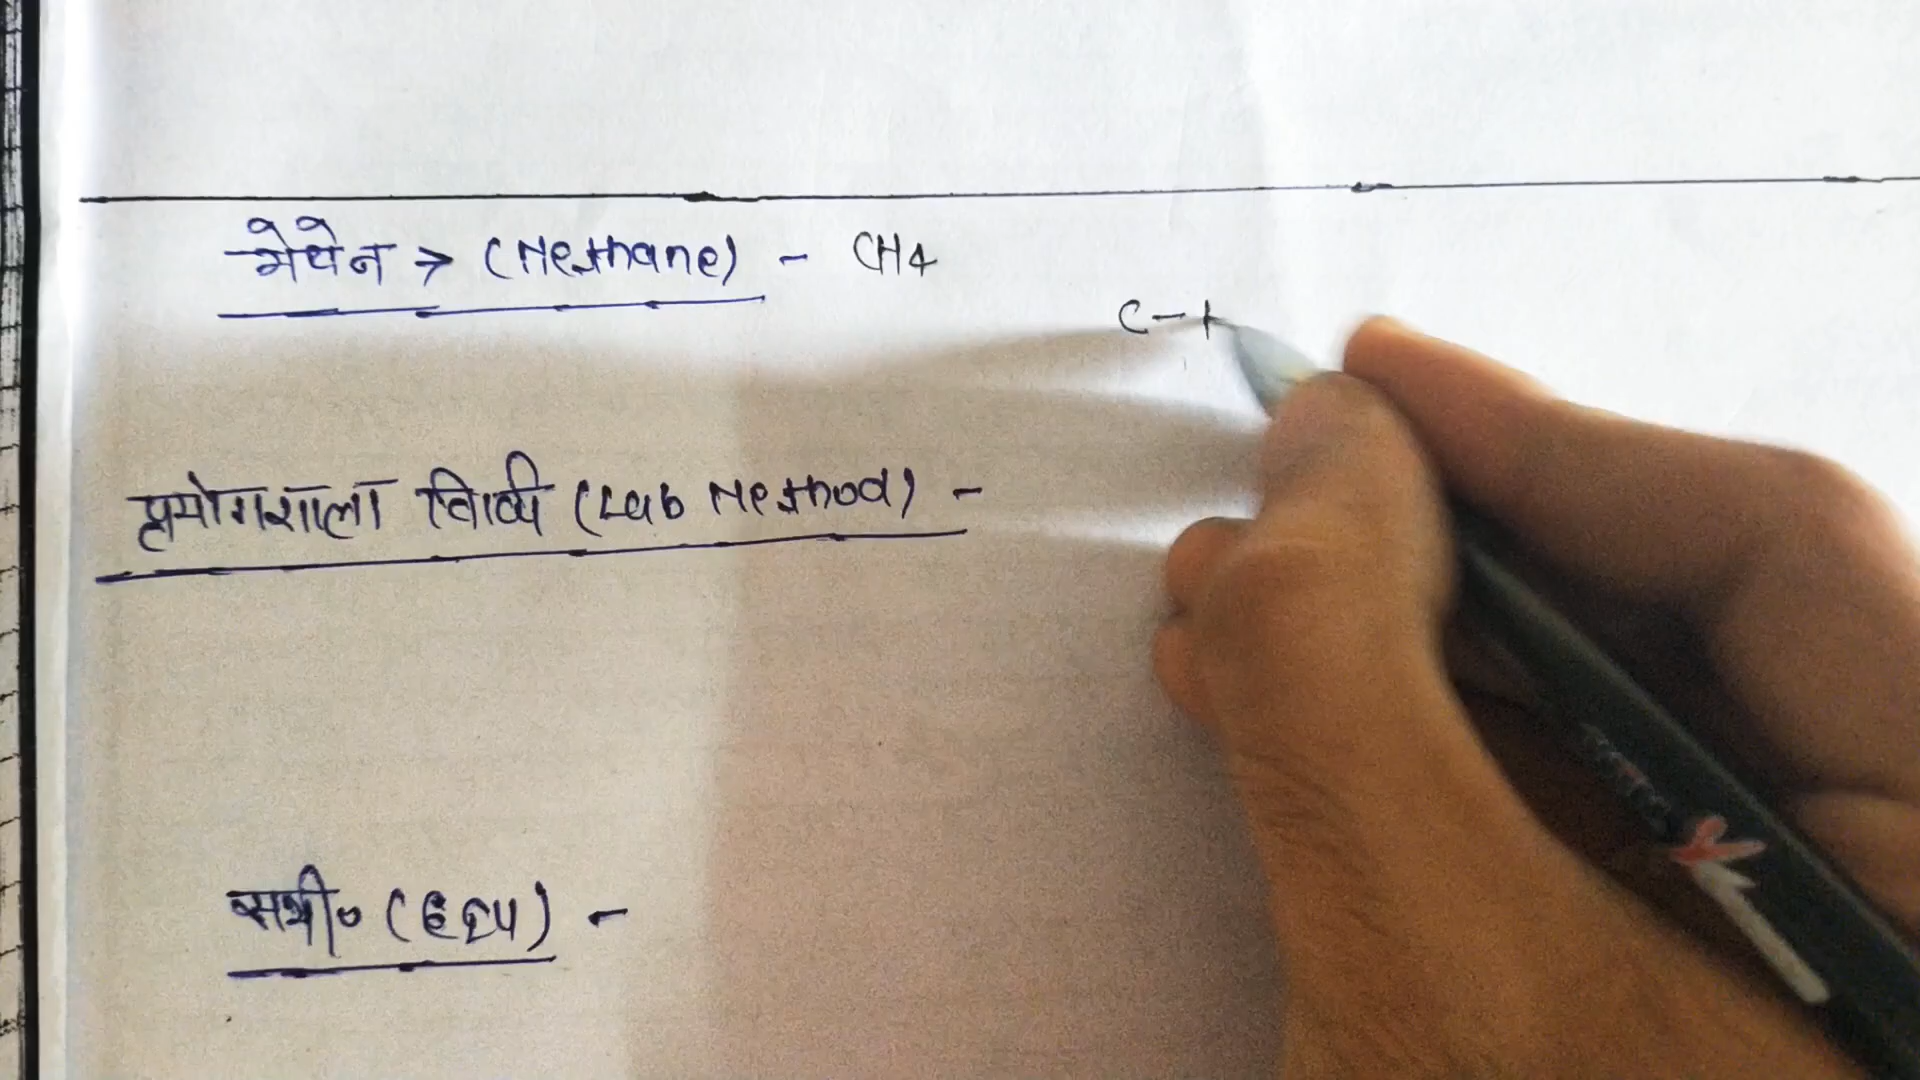 मेथेन → (Methane) - CH4
C-H
प्रयोगशाला विधि (Lab Method) -
समी० (EQU) -